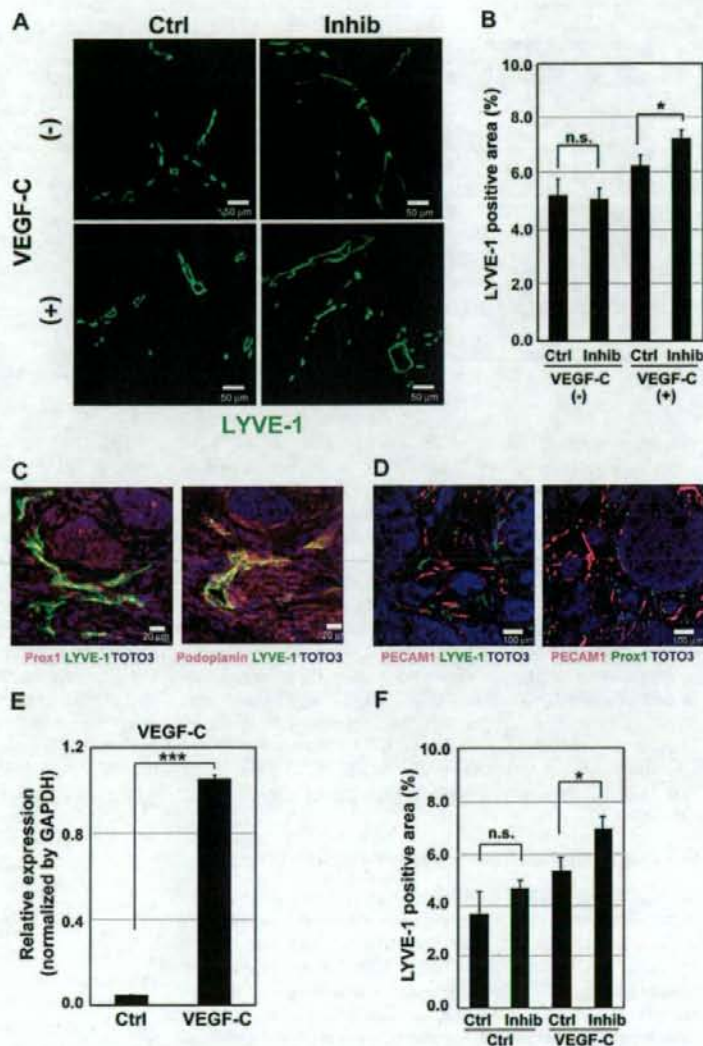 A
Ctrl Inhib
VEGF-C
(-)
(+)
50 µm 50 µm
50 µm 50 µm
LYVE-1
B
LYVE-1 positive area (%)
10.0
8.0
6.0
4.0
2.0
0.0
n.s.
*
Ctrl Inhib Ctrl Inhib
VEGF-C VEGF-C
(-) (+)
C
20 µm 20 µm
Prox1 LYVE-1 TOTO3 Podoplanin LYVE-1 TOTO3
D
100 µm 100 µm
PECAM1 LYVE-1 TOTO3 PECAM1 Prox1 TOTO3
E
VEGF-C
Relative expression
(normalized by GAPDH)
1.2
0.8
0.4
0.0
***
Ctrl VEGF-C
F
LYVE-1 positive area (%)
10.0
8.0
6.0
4.0
2.0
0.0
n.s.
*
Ctrl Inhib Ctrl Inhib
Ctrl VEGF-C